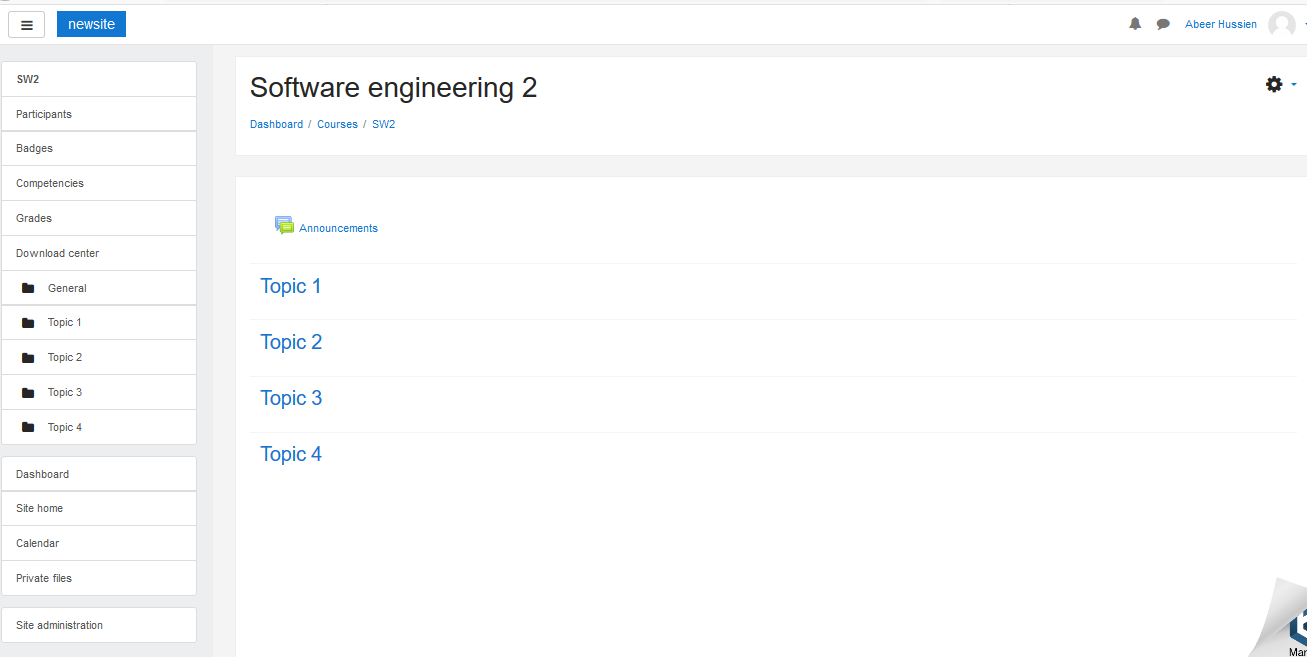 newsite
Abeer Hussien
SW2
Participants
Badges
Competencies
Grades
Download center
General
Topic 1
Topic 2
Topic 3
Topic 4
Dashboard
Site home
Calendar
Private files
Site administration
Software engineering 2
Dashboard / Courses / SW2
Announcements
Topic 1
Topic 2
Topic 3
Topic 4